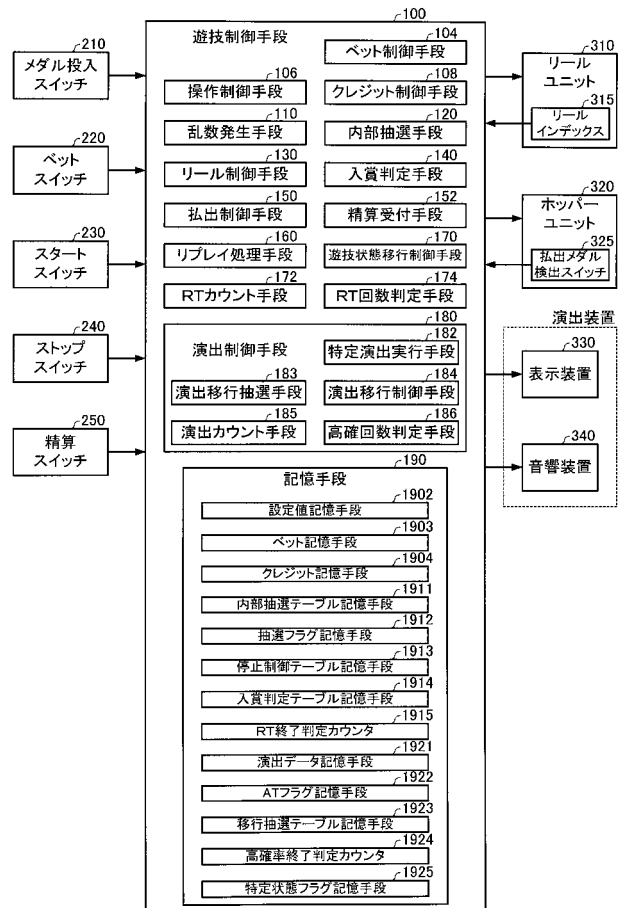 100
遊技制御手段
104
ベット制御手段
106
操作制御手段
108
クレジット制御手段
110
乱数発生手段
120
内部抽選手段
130
リール制御手段
140
入賞判定手段
150
払出制御手段
152
精算受付手段
160
リプレイ処理手段
170
遊技状態移行制御手段
172
RTカウント手段
174
RT回数判定手段
180
演出制御手段
182
特定演出実行手段
183
演出移行抽選手段
184
演出移行制御手段
185
演出カウント手段
186
高確回数判定手段
190
記憶手段
1902
設定値記憶手段
1903
ベット記憶手段
1904
クレジット記憶手段
1911
内部抽選テーブル記憶手段
1912
抽選フラグ記憶手段
1913
停止制御テーブル記憶手段
1914
入賞判定テーブル記憶手段
1915
RT終了判定カウンタ
1921
演出データ記憶手段
1922
ATフラグ記憶手段
1923
移行抽選テーブル記憶手段
1924
高確率終了判定カウンタ
1925
特定状態フラグ記憶手段
210
メダル投入
スイッチ
220
ベット
スイッチ
230
スタート
スイッチ
240
ストップ
スイッチ
250
精算
スイッチ
310
リール
ユニット
315
リール
インデックス
320
ホッパー
ユニット
325
払出メダル
検出スイッチ
演出装置
330
表示装置
340
音響装置